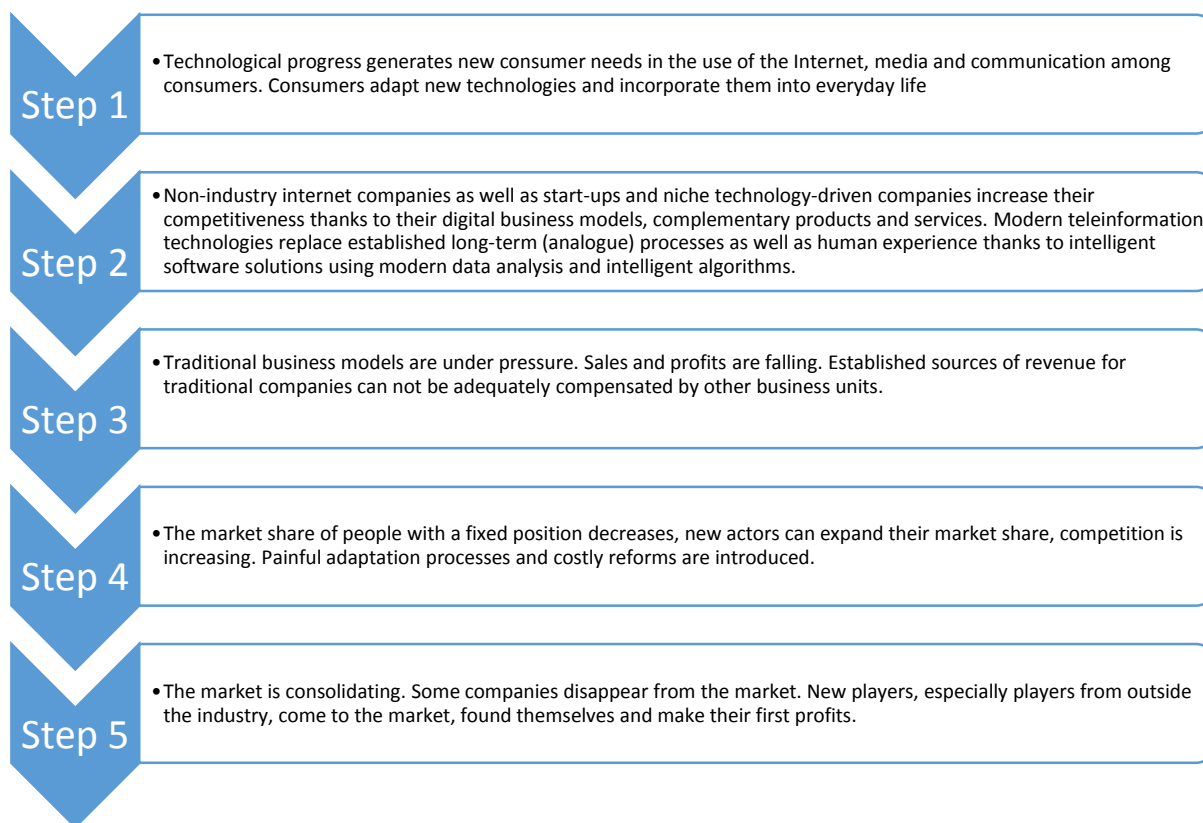 Step 1
•Technological progress generates new consumer needs in the use of the Internet, media and communication among
consumers. Consumers adapt new technologies and incorporate them into everyday life
Step 2
•Non-industry internet companies as well as start-ups and niche technology-driven companies increase their
competitiveness thanks to their digital business models, complementary products and services. Modern teleinformation
technologies replace established long-term (analogue) processes as well as human experience thanks to intelligent
software solutions using modern data analysis and intelligent algorithms.
Step 3
•Traditional business models are under pressure. Sales and profits are falling. Established sources of revenue for
traditional companies can not be adequately compensated by other business units.
Step 4
•The market share of people with a fixed position decreases, new actors can expand their market share, competition is
increasing. Painful adaptation processes and costly reforms are introduced.
Step 5
•The market is consolidating. Some companies disappear from the market. New players, especially players from outside
the industry, come to the market, found themselves and make their first profits.